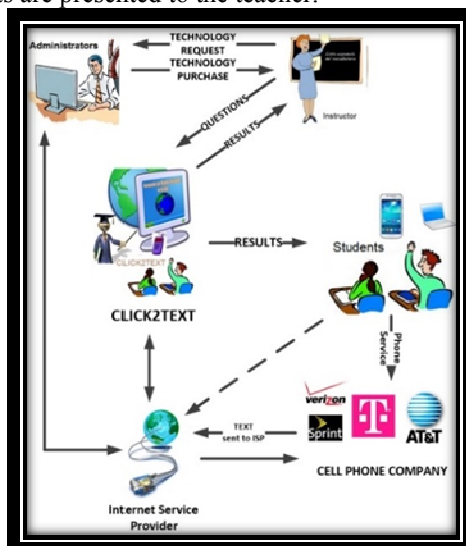 s are presented to the teacher.
TECHNOLOGY
REQUEST
Administrators
TECHNOLOGY
PURCHASE
Instructor
QUESTIONS
RESULTS
CLICK2TEXT
RESULTS
Students
CLICK2TEXT
Phone
Service
verizon
Sprint
T
AT&T
TEXT
sent to ISP
CELL PHONE COMPANY
Internet Service
Provider